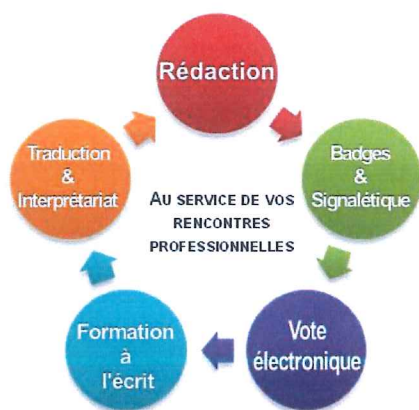 Rédaction
Badges
&
Signalétique
Vote
électronique
Formation
à
l'écrit
Traduction
&
Interprétariat
AU SERVICE DE VOS
RENCONTRES
PROFESSIONNELLES